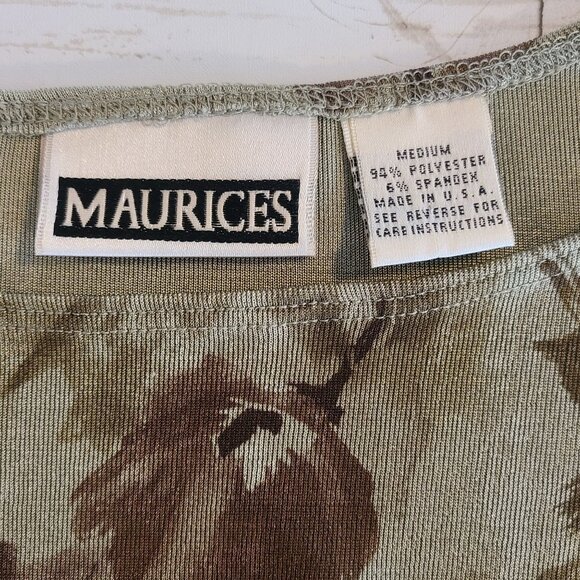 MAURICES
MEDIUM
94% POLYESTER
6% SPANDEX
MADE IN U.S.A.
SEE REVERSE FOR
CARE INSTRUCTIONS